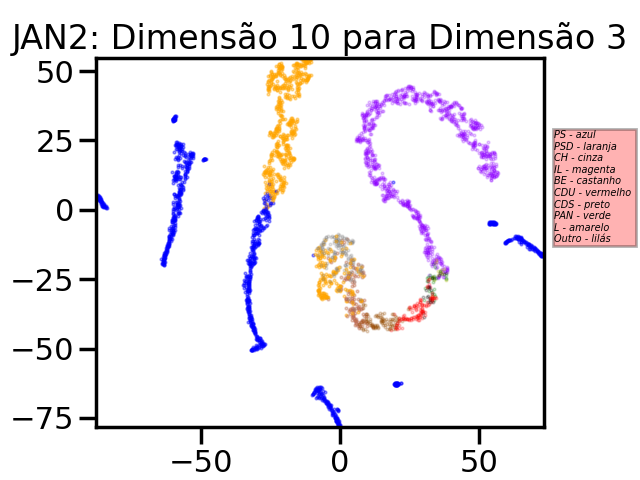 JAN2: Dimensão 10 para Dimensão 3
50
25
0
−25
−50
−75
−50 0 50
PS - azul
PSD - laranja
CH - cinza
IL - magenta
BE - castanho
CDU - vermelho
CDS - preto
PAN - verde
L - amarelo
Outro - lilás